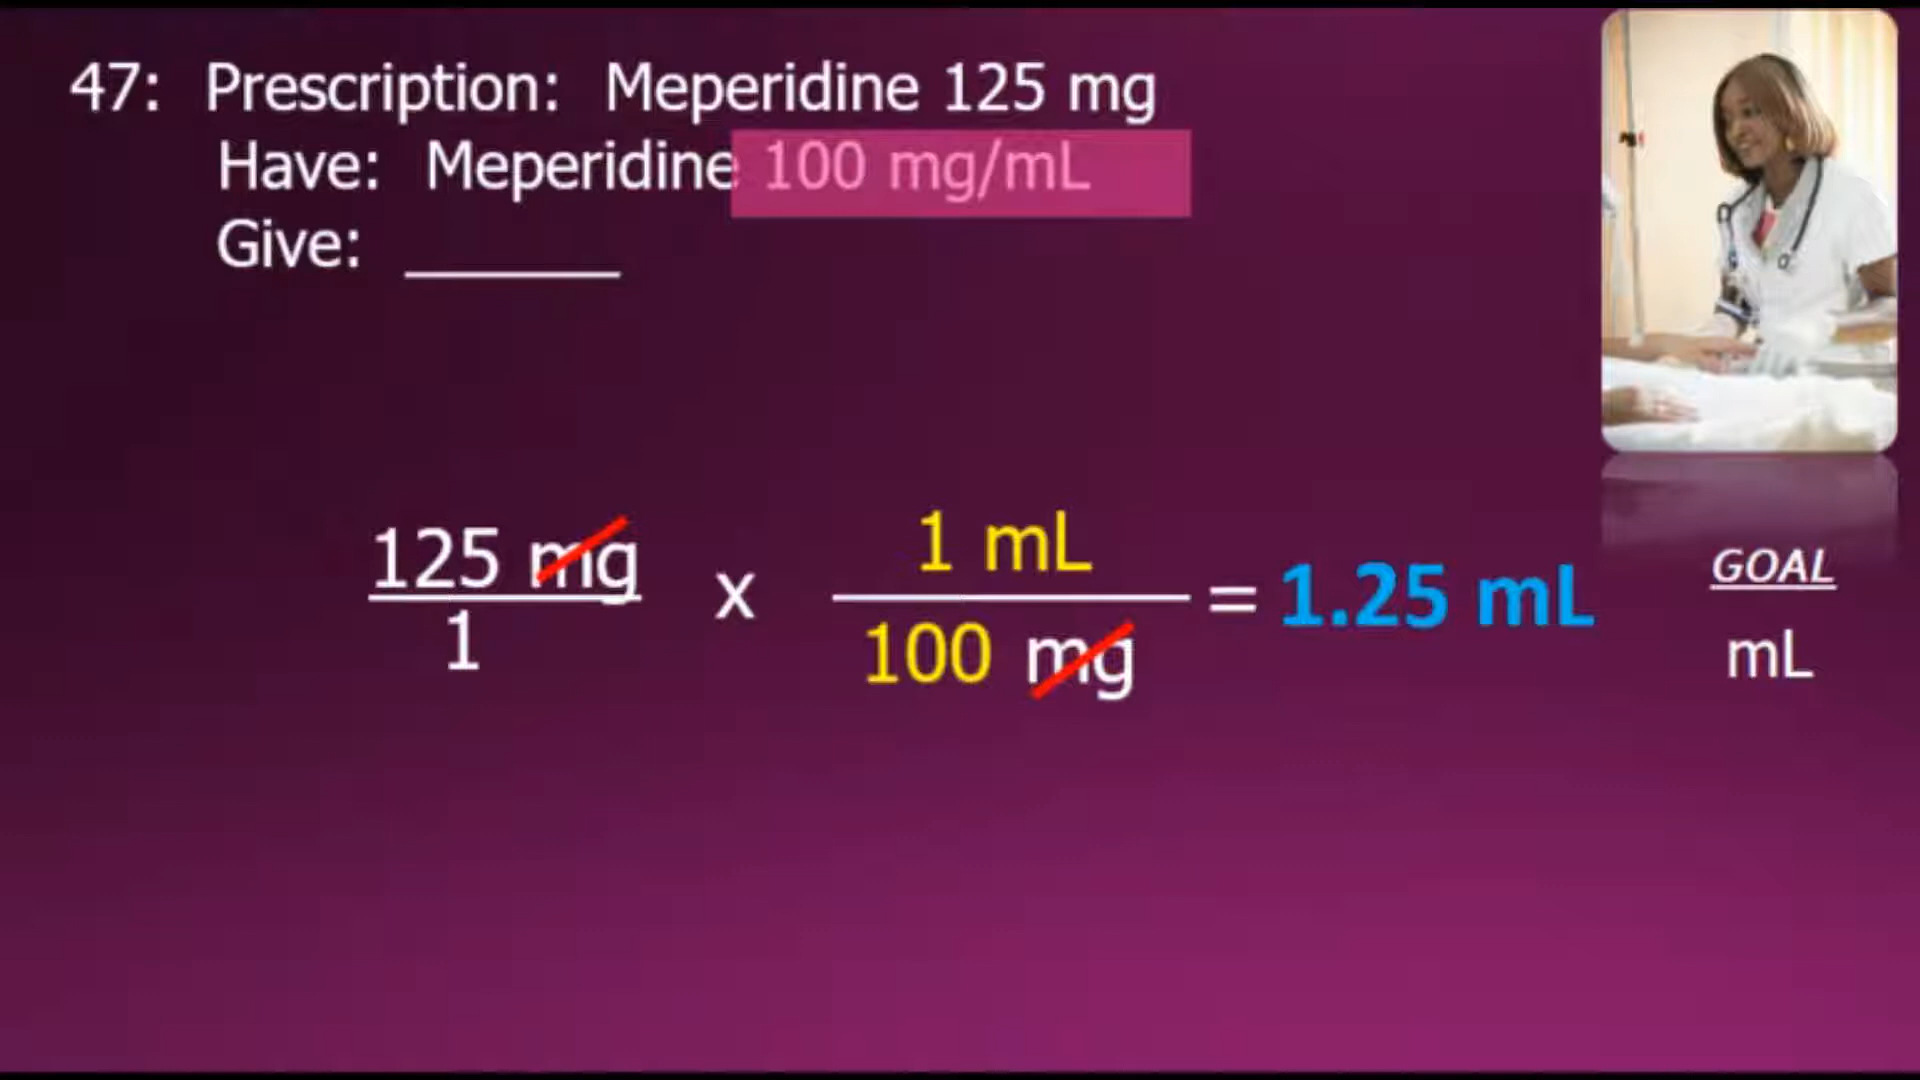 47: Prescription: Meperidine 125 mg
Have: Meperidine 100 mg/mL
Give: ______
125 mg
1
x
1 mL
100 mg
= 1.25 mL
GOAL
mL